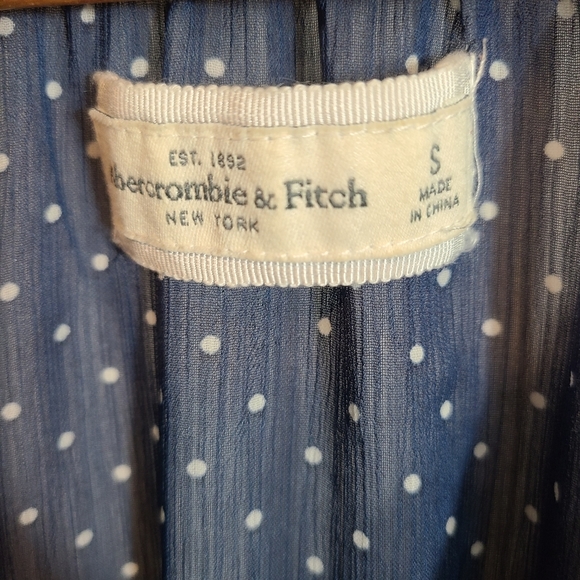 EST. 1892
Abercrombie & Fitch
NEW YORK
S
MADE
IN CHINA